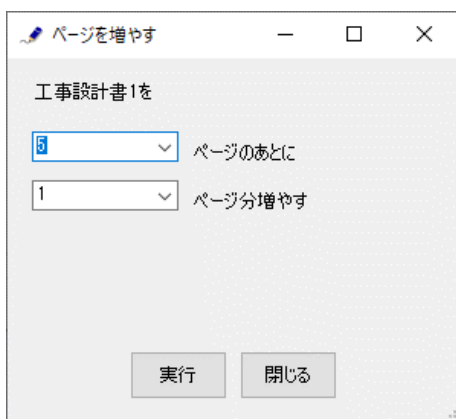 ページを増やす
工事設計書1を
5 ページのあとに
1 ページ分増やす
実行 閉じる